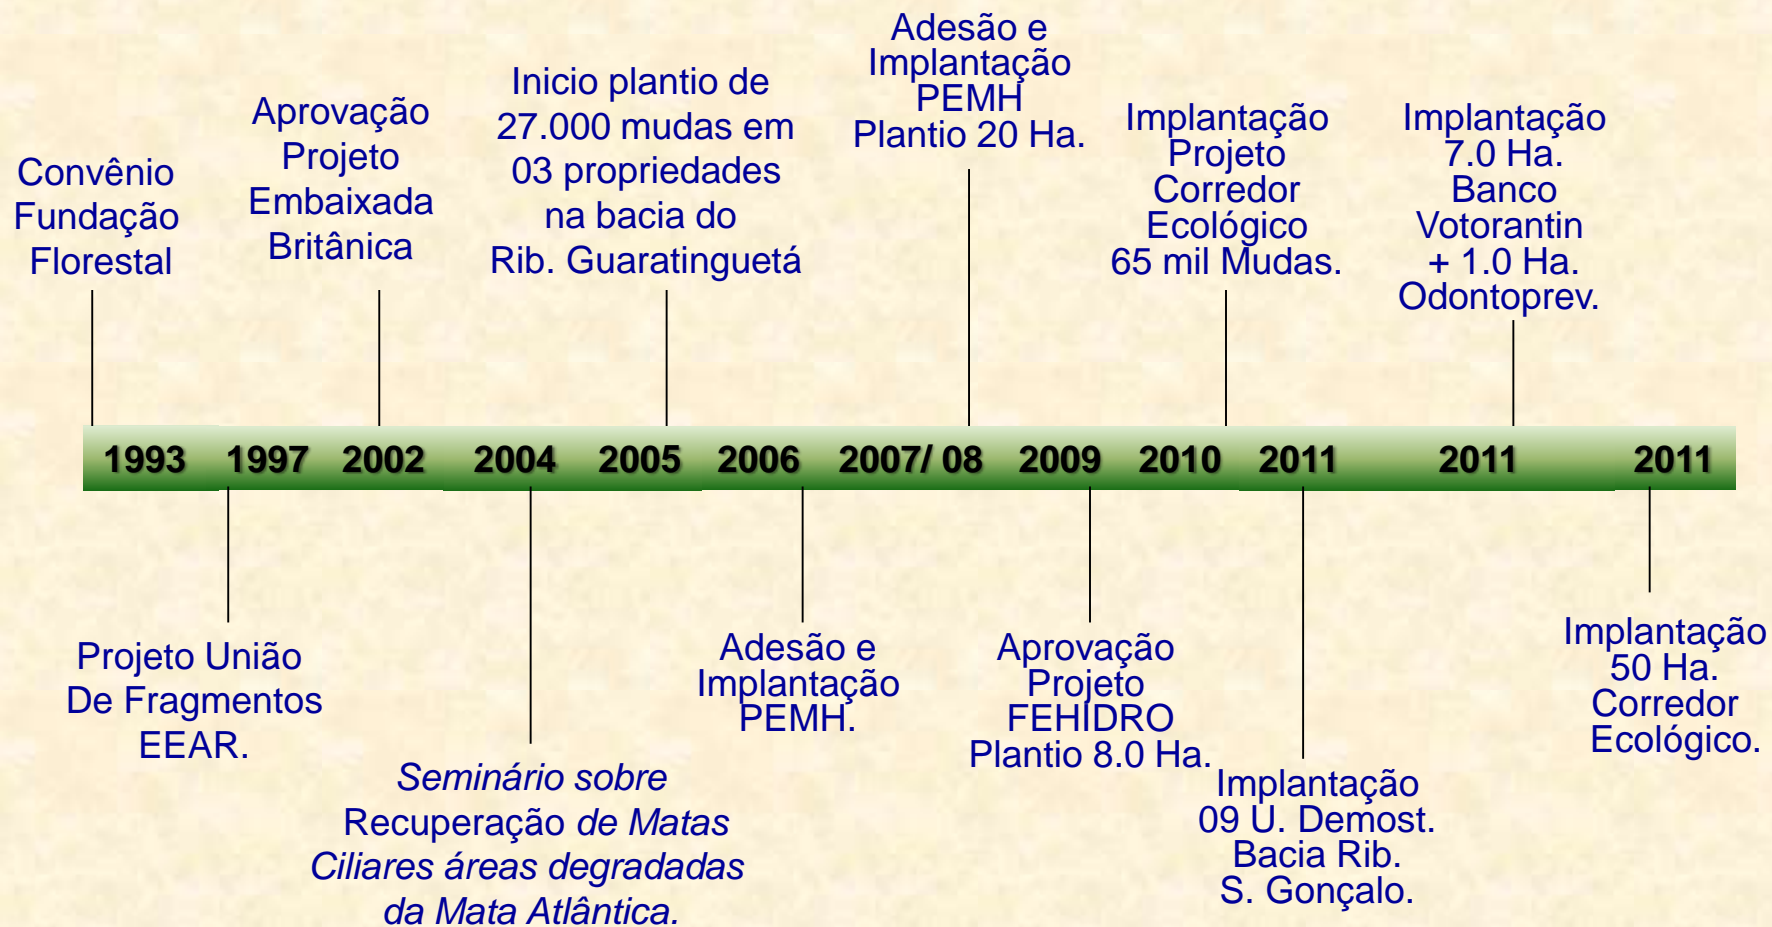 Convênio
Fundação
Florestal
Aprovação
Projeto
Embaixada
Britânica
Inicio plantio de
27.000 mudas em
03 propriedades
na bacia do
Rib. Guaratinguetá
Adesão e
Implantação
PEMH
Plantio 20 Ha.
Implantação
Projeto
Corredor
Ecológico
65 mil Mudas.
Implantação
7.0 Ha.
Banco
Votorantin
+ 1.0 Ha.
Odontoprev.
1993 1997 2002 2004 2005 2006 2007/ 08 2009 2010 2011 2011 2011
Projeto União
De Fragmentos
EEAR.
Seminário sobre
Recuperação de Matas
Ciliares áreas degradadas
da Mata Atlântica.
Adesão e
Implantação
PEMH.
Aprovação
Projeto
FEHIDRO
Plantio 8.0 Ha.
Implantação
09 U. Demost.
Bacia Rib.
S. Gonçalo.
Implantação
50 Ha.
Corredor
Ecológico.